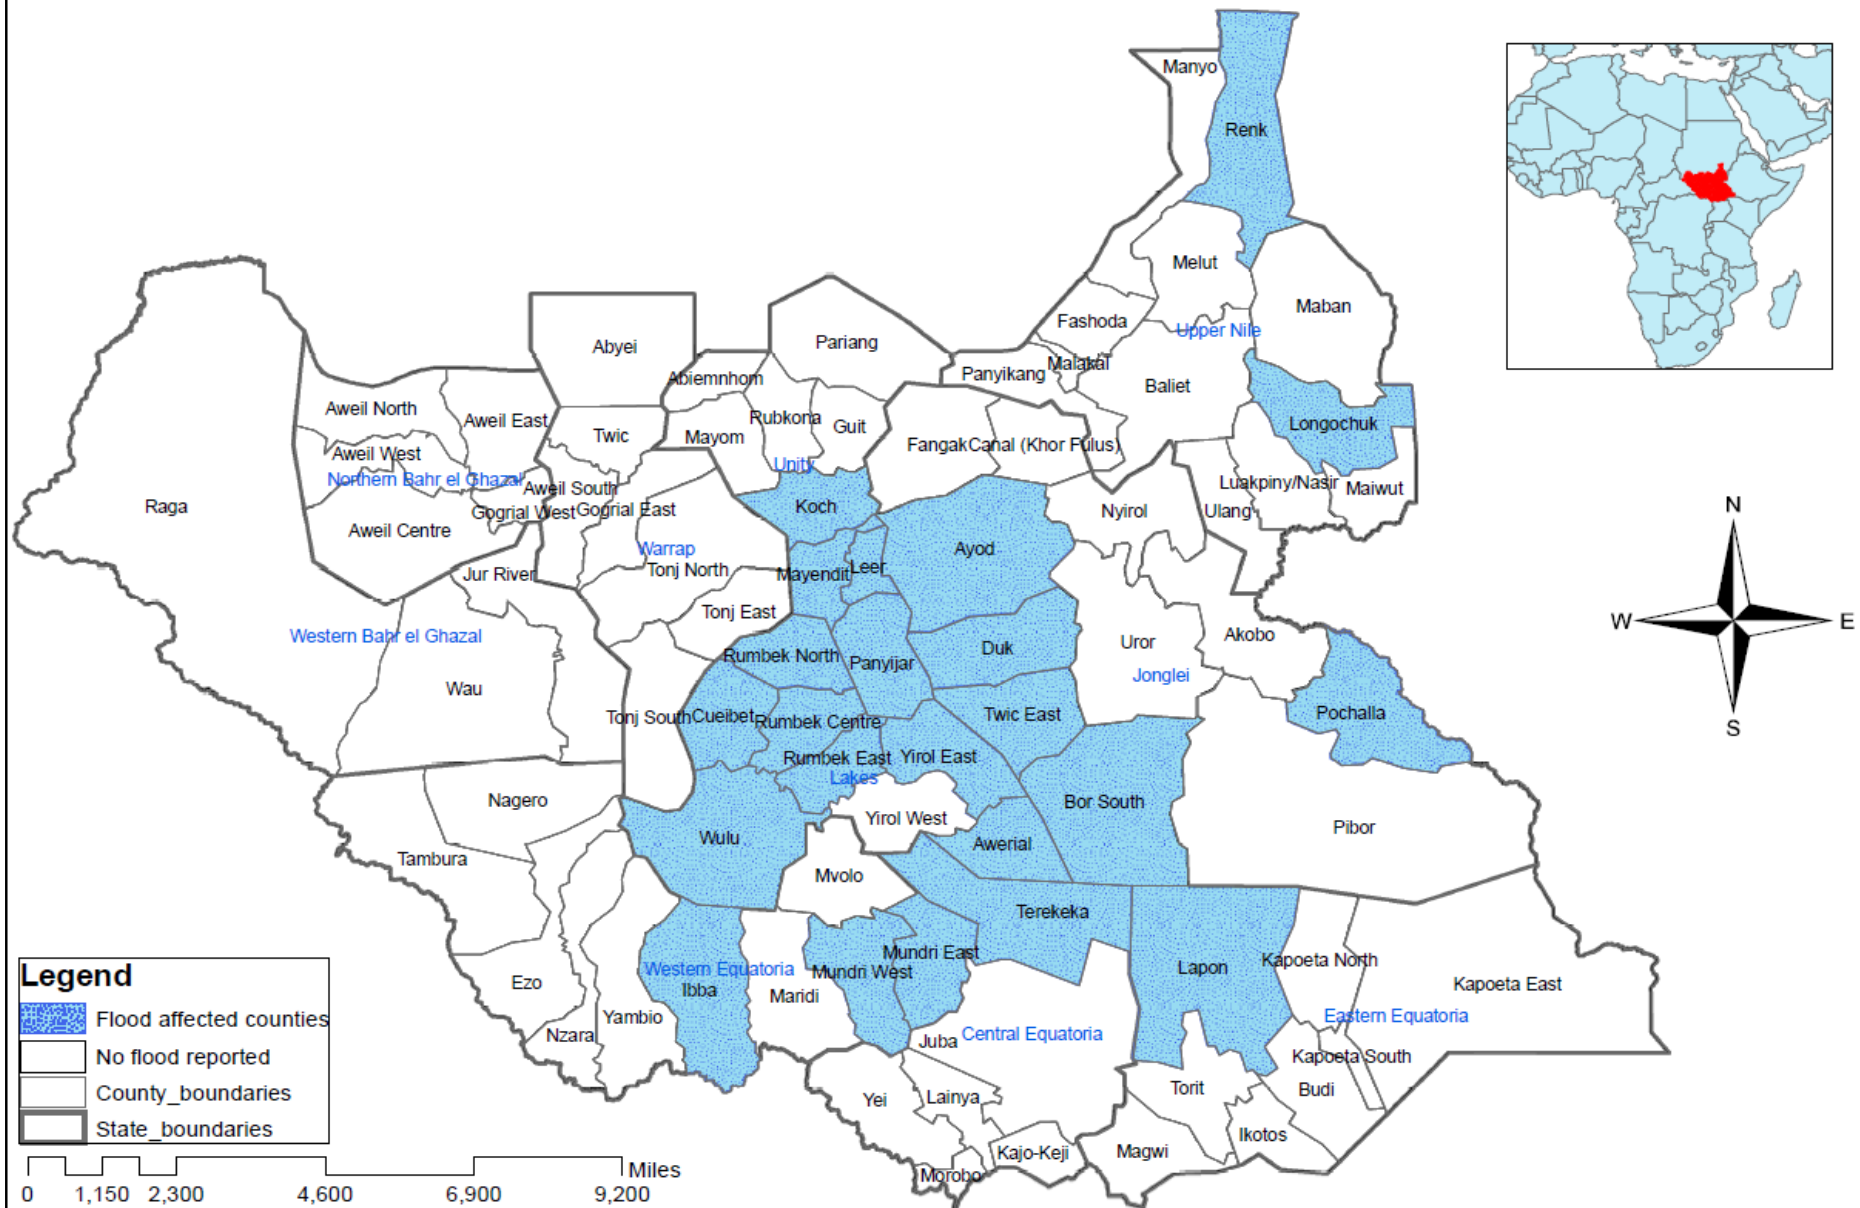 Manyo
Renk
Melut
Maban
Fashoda
Upper Nile
Abyei
Pariang
Malakal
Panyikang
Baliet
Abiemnhom
Aweil North
Aweil East
Twic
Mayom
Rubkona
Guit
Fangak
Canal (Khor Fulus)
Longochuk
Aweil West
Northern Bahr el Ghazal
Unity
Aweil South
Luakpiny/Nasir
Maiwut
Raga
Gogrial West
Gogrial East
Koch
Nyirol
Ulang
Aweil Centre
Warrap
Ayod
Jur River
Tonj North
Mayendit
Leer
Tonj East
Western Bahr el Ghazal
Uror
Akobo
Rumbek North
Panyijar
Duk
Jonglei
Wau
Tonj South
Cueibet
Rumbek Centre
Twic East
Pochalla
Rumbek East
Yirol East
Lakes
Nagero
Bor South
Yirol West
Pibor
Wulu
Awerial
Tambura
Mvolo
Terekeka
Mundri East
Western Equatoria
Mundri West
Lapon
Kapoeta North
Ezo
Ibba
Maridi
Kapoeta East
Yambio
Eastern Equatoria
Nzara
Juba
Central Equatoria
Kapoeta South
Torit
Budi
Yei
Lainya
Ikotos
Kajo-Keji
Magwi
Morobo
N
W
E
S
Legend
Flood affected counties
No flood reported
County_boundaries
State_boundaries
Miles
0 1,150 2,300 4,600 6,900 9,200